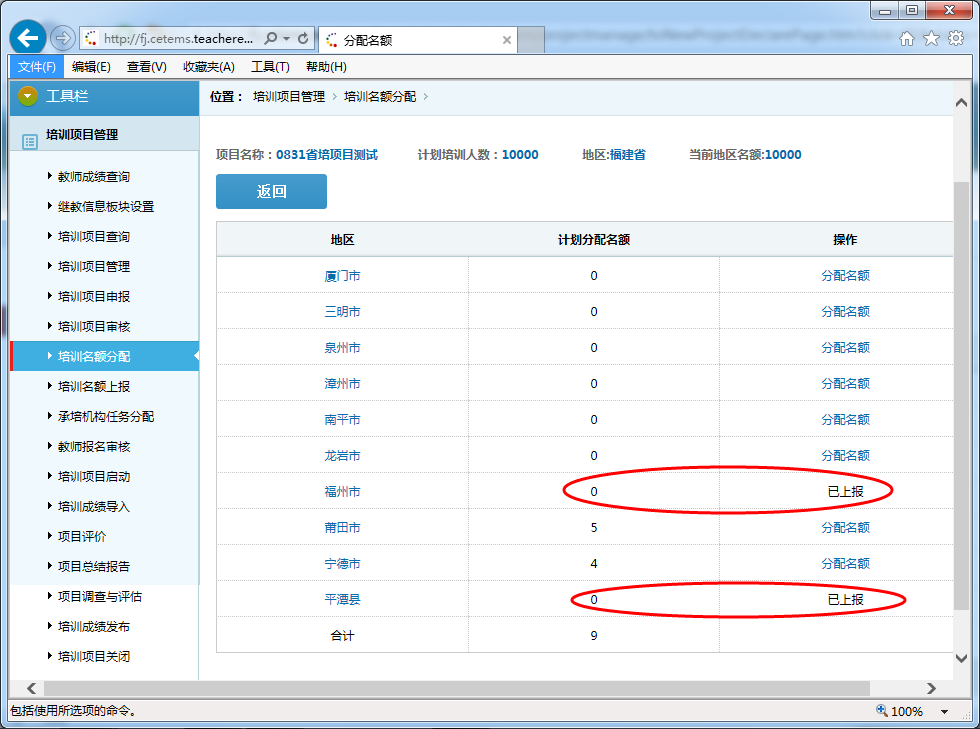 http://fj.cetems.teachere...
分配名额
文件(F) 编辑(E) 查看(V) 收藏夹(A) 工具(T) 帮助(H)
工具栏
培训项目管理
教师成绩查询
继教信息板块设置
培训项目查询
培训项目管理
培训项目申报
培训项目审核
培训名额分配
培训名额上报
承培机构任务分配
教师报名审核
培训项目启动
培训成绩导入
项目评价
项目总结报告
项目调查与评估
培训成绩发布
培训项目关闭
位置： 培训项目管理 > 培训名额分配 >
项目名称：0831省培项目测试 计划培训人数：10000 地区:福建省 当前地区名额:10000
返回
地区 计划分配名额 操作
厦门市 0 分配名额
三明市 0 分配名额
泉州市 0 分配名额
漳州市 0 分配名额
南平市 0 分配名额
龙岩市 0 分配名额
福州市 0 已上报
莆田市 5 分配名额
宁德市 4 分配名额
平潭县 0 已上报
合计 9
包括使用所选项的命令。
100%